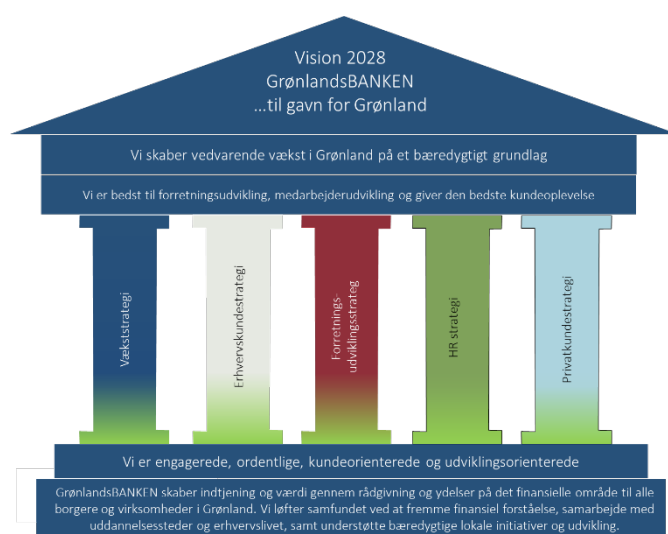 Vision 2028
GrønlandsBANKEN
...til gavn for Grønland
Vi skaber vedvarende vækst i Grønland på et bæredygtigt grundlag
Vi er bedst til forretningsudvikling, medarbejderudvikling og giver den bedste kundeoplevelse
Vækststrategi
Erhvervskundestrategi
Forretnings-
udviklingsstrateg
HR strategi
Privatkundestrategi
Vi er engagerede, ordentlige, kundeorienterede og udviklingsorienterede
GrønlandsBANKEN skaber indtjening og værdi gennem rådgivning og ydelser på det finansielle område til alle
borgere og virksomheder i Grønland. Vi løfter samfundet ved at fremme finansiel forståelse, samarbejde med
uddannelsessteder og erhvervslivet, samt understøtte bæredygtige lokale initiativer og udvikling.